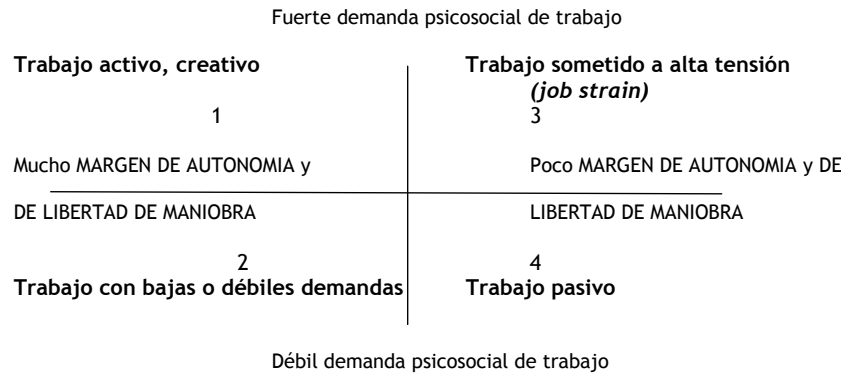 Fuerte demanda psicosocial de trabajo
Trabajo activo, creativo
Trabajo sometido a alta tensión
(job strain)
1
3
Mucho MARGEN DE AUTONOMIA y
Poco MARGEN DE AUTONOMIA y DE
DE LIBERTAD DE MANIOBRA
LIBERTAD DE MANIOBRA
2
4
Trabajo con bajas o débiles demandas
Trabajo pasivo
Débil demanda psicosocial de trabajo